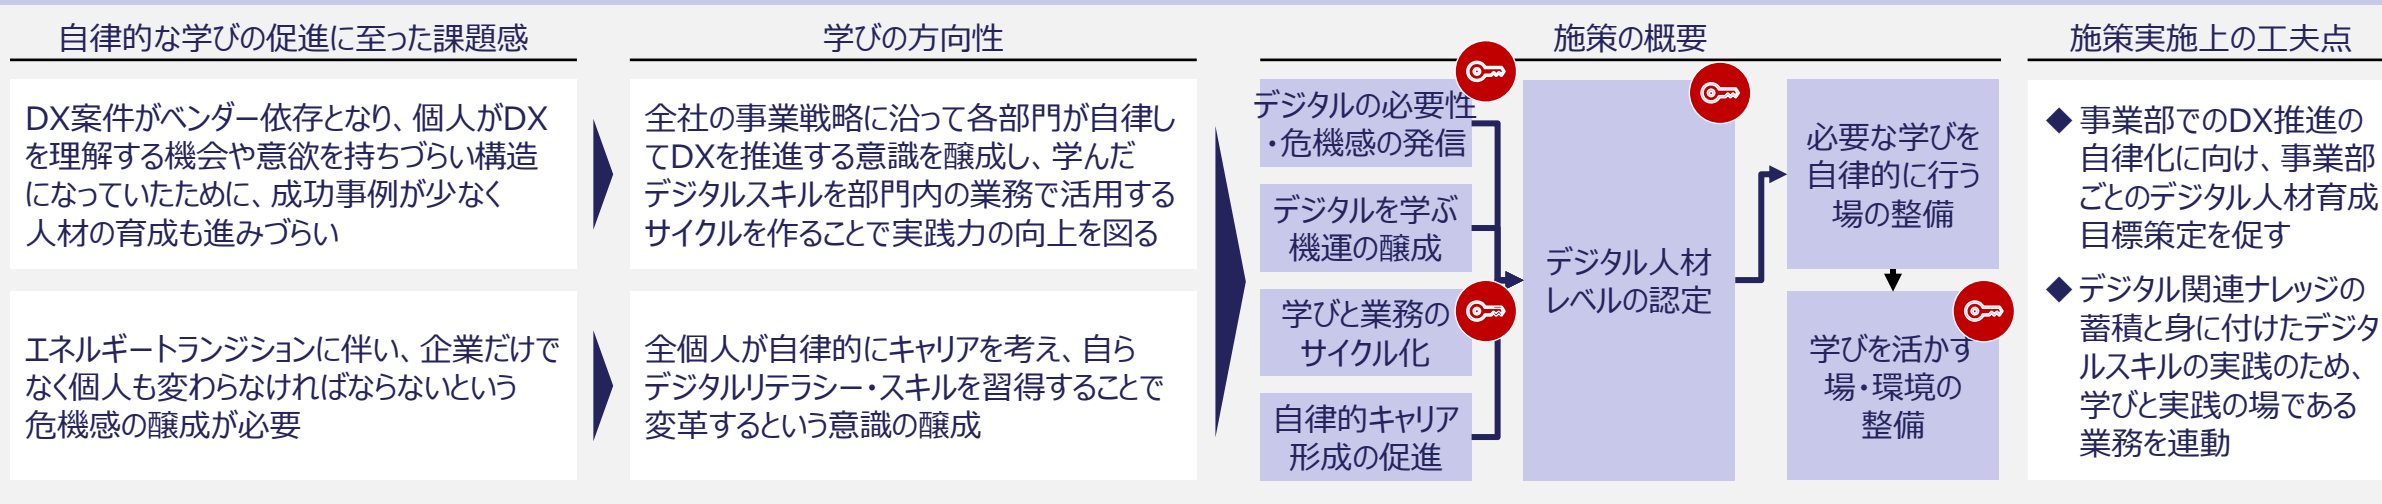 自律的な学びの促進に至った課題感
DX案件がベンダー依存となり、個人がDX
を理解する機会や意欲を持ちづらい構造
になっていたために、成功事例が少なく
人材の育成も進みづらい
エネルギートランジションに伴い、企業だけで
なく個人も変わらなければならないという
危機感の醸成が必要
学びの方向性
全社の事業戦略に沿って各部門が自律し
てDXを推進する意識を醸成し、学んだ
デジタルスキルを部門内の業務で活用する
サイクルを作ることで実践力の向上を図る
全個人が自律的にキャリアを考え、自ら
デジタルリテラシー・スキルを習得することで
変革するという意識の醸成
施策の概要
デジタルの必要性
・危機感の発信
デジタルを学ぶ
機運の醸成
学びと業務の
サイクル化
自律的キャリア
形成の促進
デジタル人材
レベルの認定
必要な学びを
自律的に行う
場の整備
学びを活かす
場・環境の
整備
施策実施上の工夫点
◆事業部でのDX推進の
自律化に向け、事業部
ごとのデジタル人材育成
目標策定を促す
◆デジタル関連ナレッジの
蓄積と身に付けたデジタ
ルスキルの実践のため、
学びと実践の場である
業務を連動